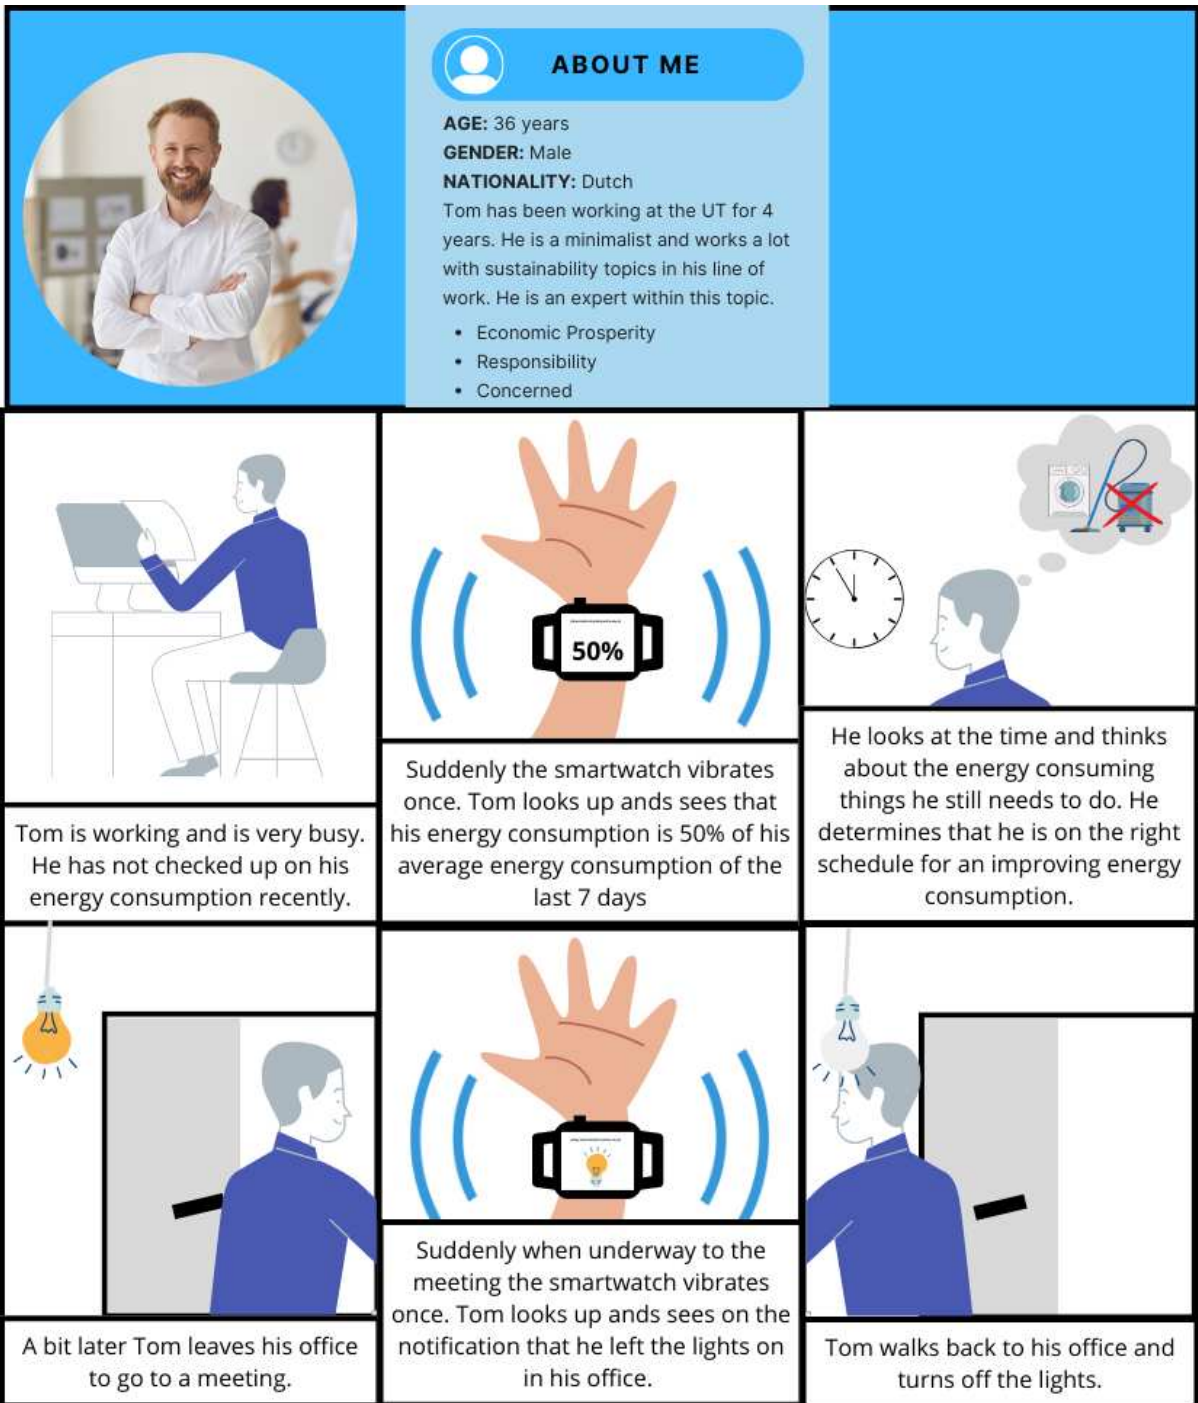 ABOUT ME
AGE: 36 years
GENDER: Male
NATIONALITY: Dutch
Tom has been working at the UT for 4
years. He is a minimalist and works a lot
with sustainability topics in his line of
work. He is an expert within this topic.
• Economic Prosperity
• Responsibility
• Concerned
Tom is working and is very busy.
He has not checked up on his
energy consumption recently.
50%
Suddenly the smartwatch vibrates
once. Tom looks up ands sees that
his energy consumption is 50% of his
average energy consumption of the
last 7 days
He looks at the time and thinks
about the energy consuming
things he still needs to do. He
determines that he is on the right
schedule for an improving energy
consumption.
A bit later Tom leaves his office
to go to a meeting.
Suddenly when underway to the
meeting the smartwatch vibrates
once. Tom looks up ands sees on the
notification that he left the lights on
in his office.
Tom walks back to his office and
turns off the lights.